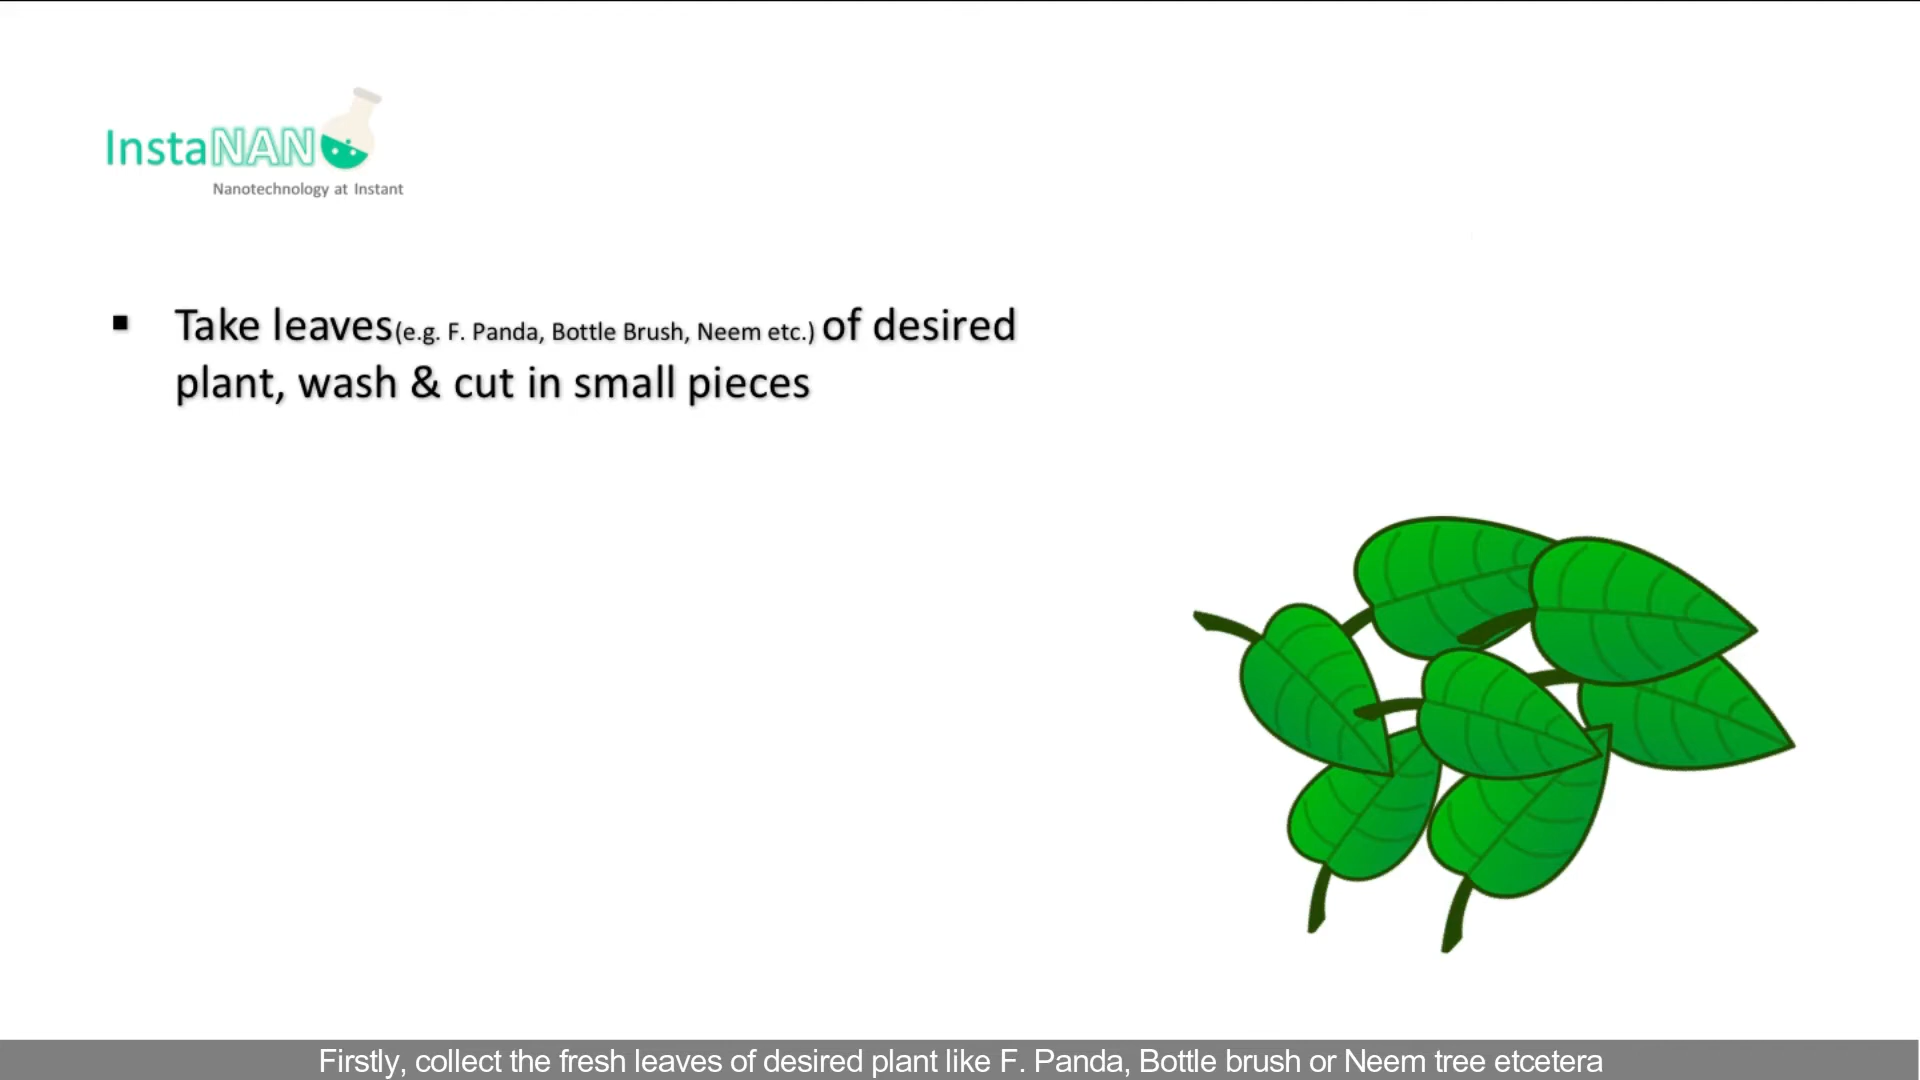 InstaNANO
Nanotechnology at Instant
▪ Take leaves(e.g. F. Panda, Bottle Brush, Neem etc.) of desired
plant, wash & cut in small pieces
Firstly, collect the fresh leaves of desired plant like F. Panda, Bottle brush or Neem tree etcetera